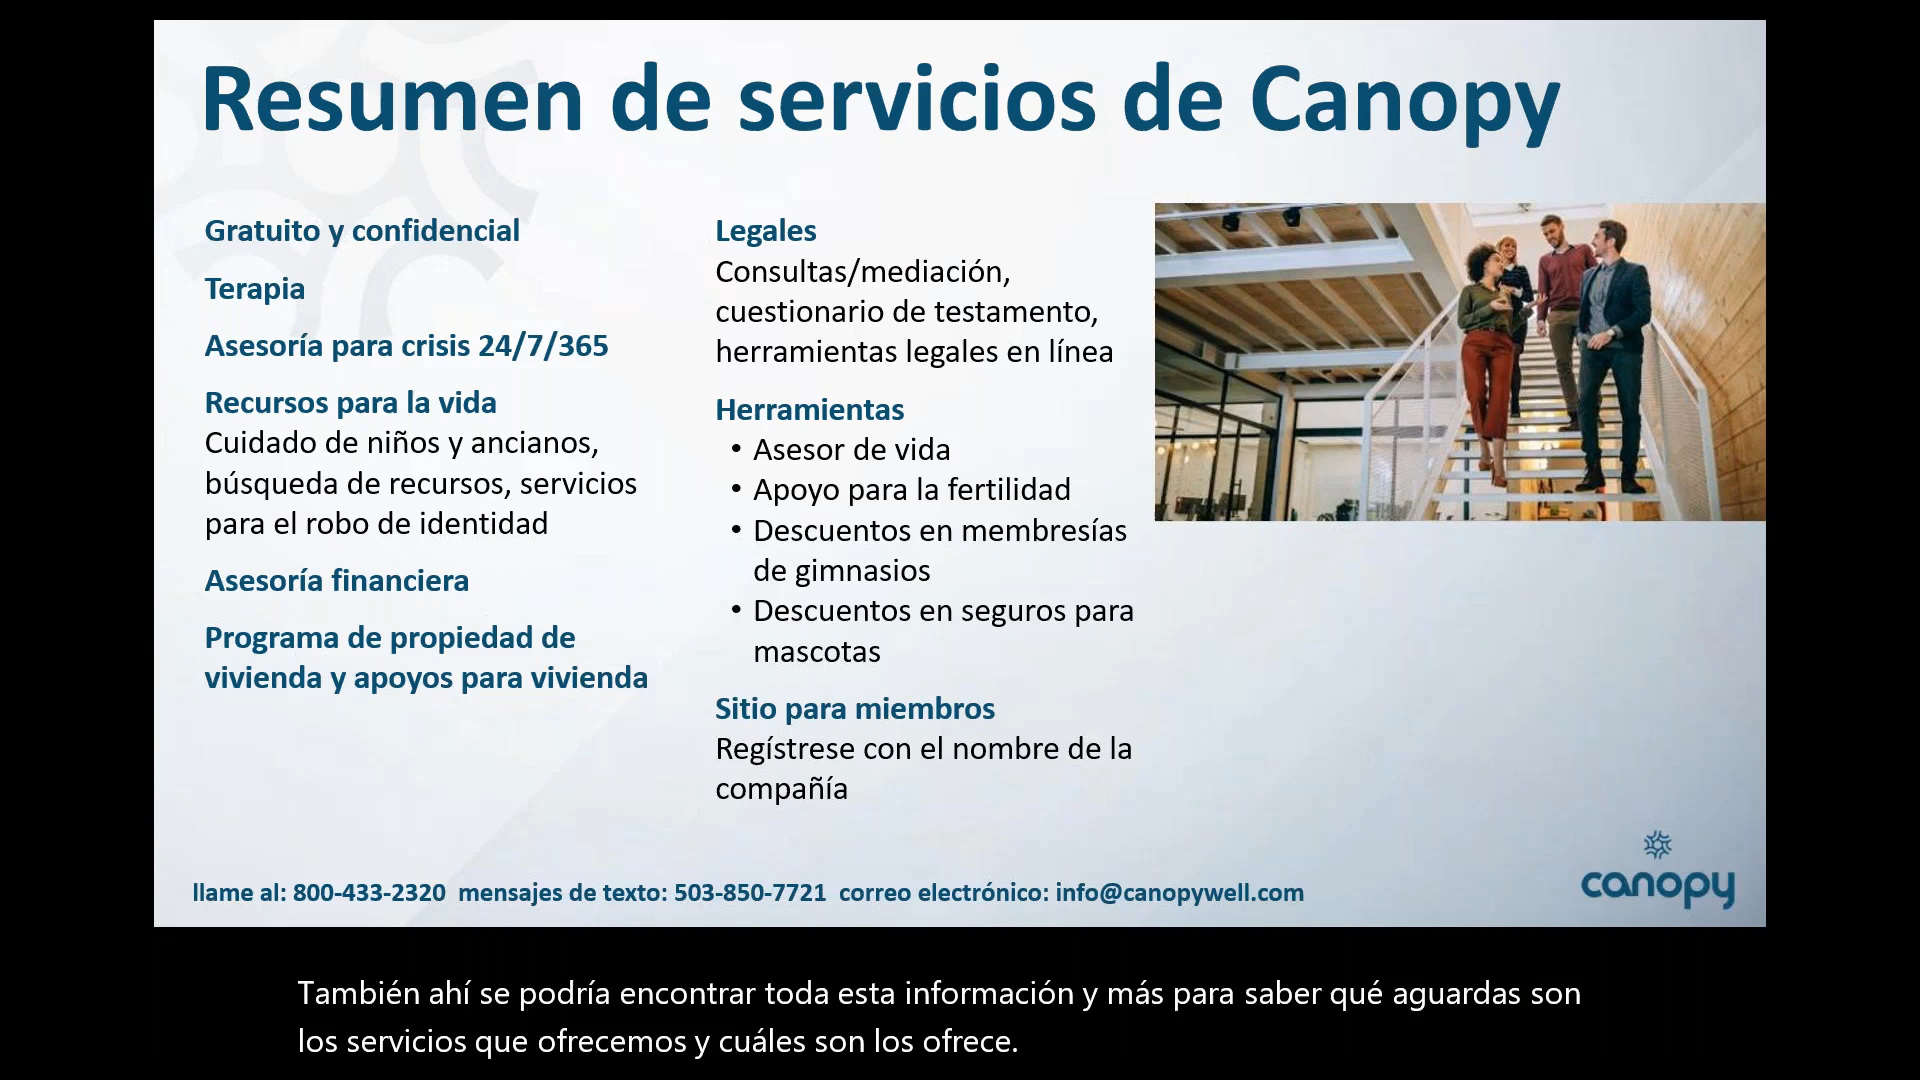 Resumen de servicios de Canopy
Gratuito y confidencial
Terapia
Asesoría para crisis 24/7/365
Recursos para la vida
Cuidado de niños y ancianos,
búsqueda de recursos, servicios
para el robo de identidad
Asesoría financiera
Programa de propiedad de
vivienda y apoyos para vivienda
Legales
Consultas/mediación,
cuestionario de testamento,
herramientas legales en línea
Herramientas
• Asesor de vida
• Apoyo para la fertilidad
• Descuentos en membresías
de gimnasios
• Descuentos en seguros para
mascotas
Sitio para miembros
Regístrese con el nombre de la
compañía
llame al: 800-433-2320 mensajes de texto: 503-850-7721 correo electrónico: info@canopywell.com
canopy
También ahí se podría encontrar toda esta información y más para saber qué aguardas son
los servicios que ofrecemos y cuáles son los ofrece.